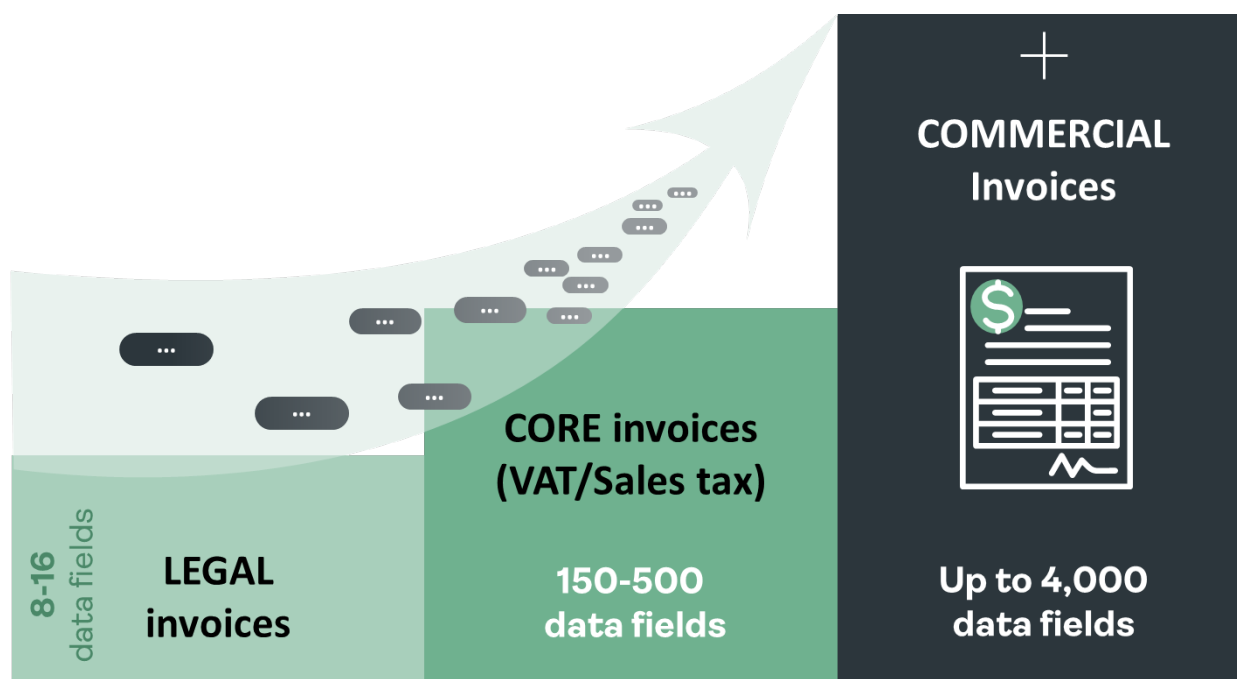 8-16
data fields
LEGAL
invoices
CORE invoices
(VAT/Sales tax)
150-500
data fields
+
COMMERCIAL
Invoices
$
Up to 4,000
data fields